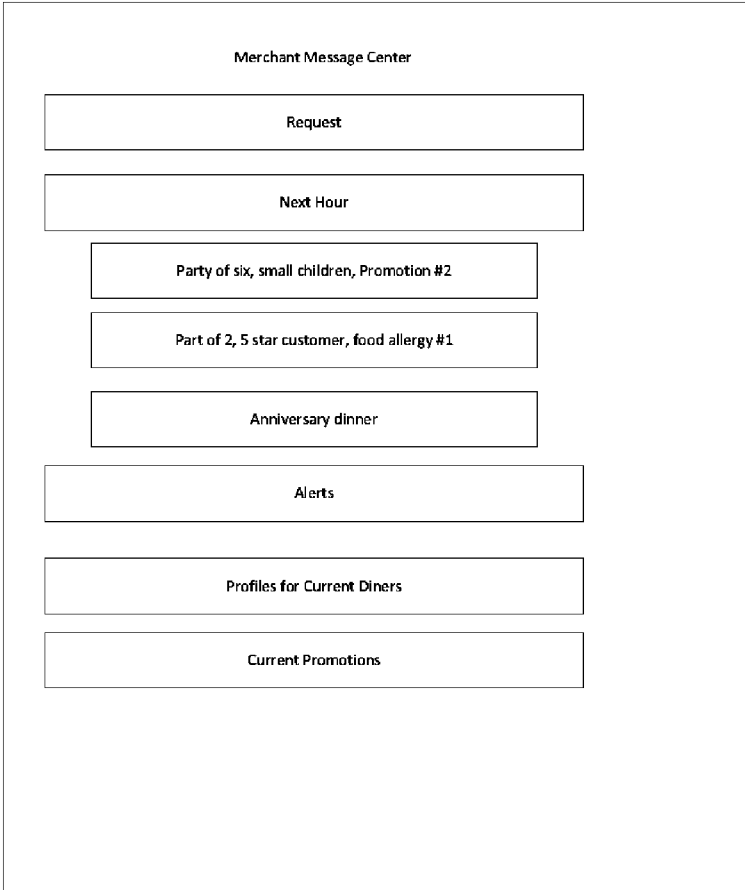 Merchant Message Center
Request
Next Hour
Party of six, small children, Promotion #2
Part of 2, 5 star customer, food allergy #1
Anniversary dinner
Alerts
Profiles for Current Diners
Current Promotions